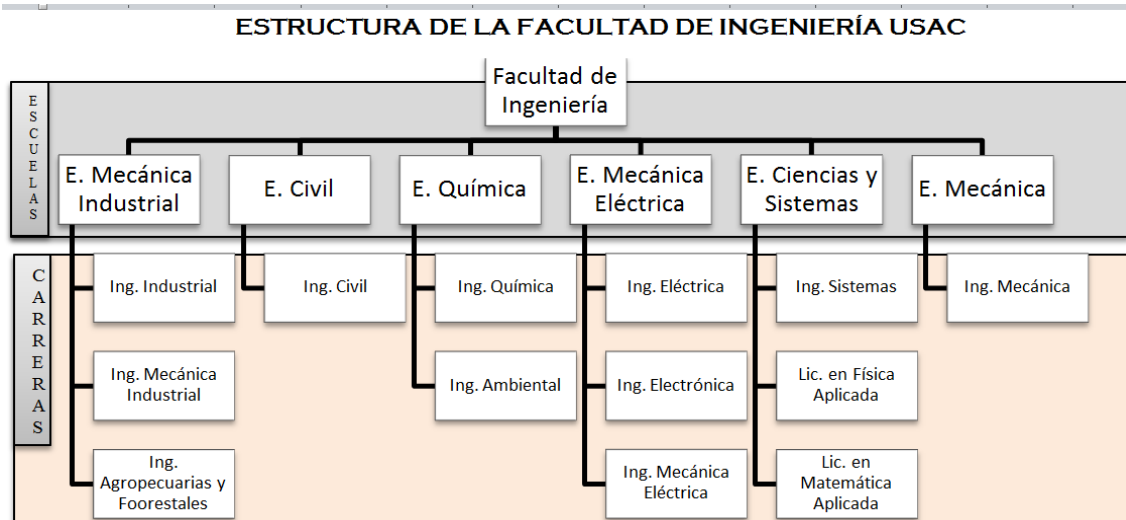 ESTRUCTURA DE LA FACULTAD DE INGENIERÍA USAC
Facultad de
Ingeniería
ESCUELAS
E. Mecánica
Industrial
E. Civil
E. Química
E. Mecánica
Eléctrica
E. Ciencias y
Sistemas
E. Mecánica
CARRERAS
Ing. Industrial
Ing. Civil
Ing. Química
Ing. Eléctrica
Ing. Sistemas
Ing. Mecánica
Ing. Mecánica
Industrial
Ing. Ambiental
Ing. Electrónica
Lic. en Física
Aplicada
Ing.
Agropecuarias y
Foorestales
Ing. Mecánica
Eléctrica
Lic. en
Matemática
Aplicada